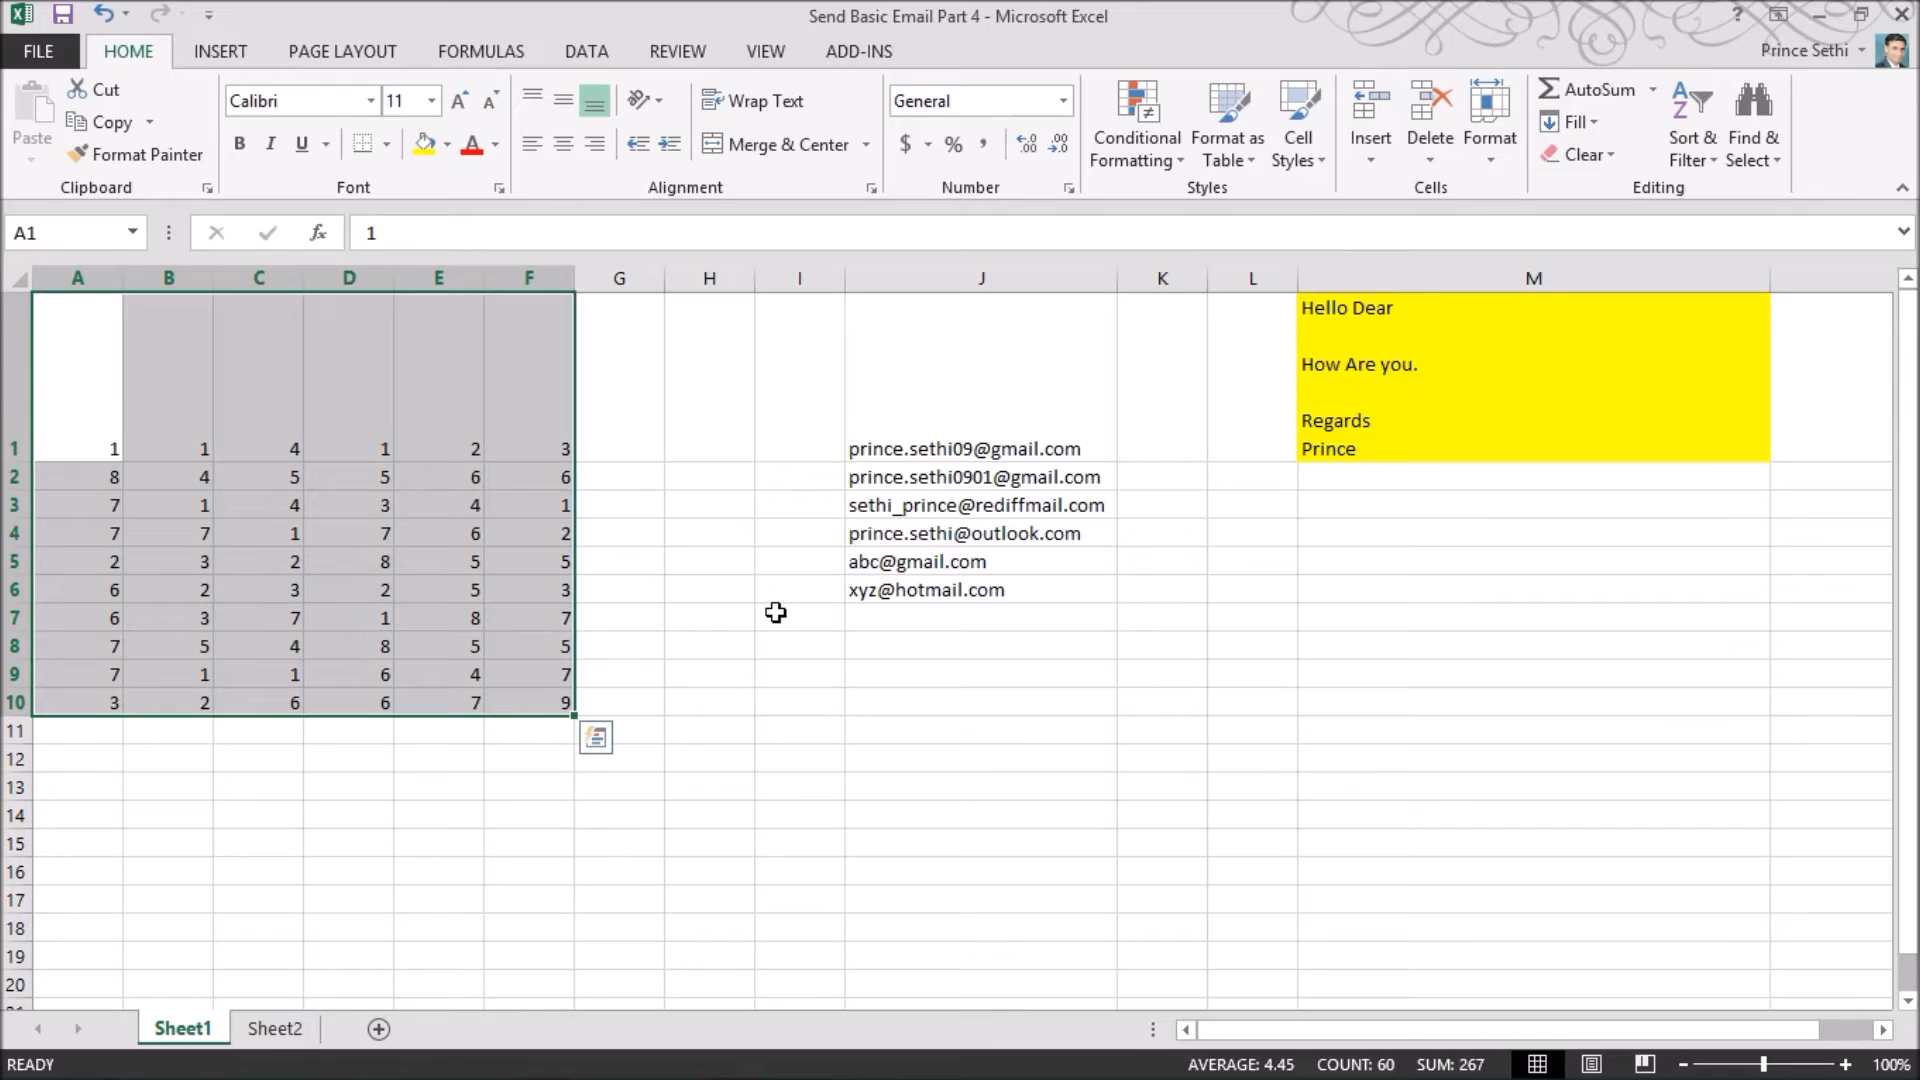 Send Basic Email Part 4 - Microsoft Excel
FILE HOME INSERT PAGE LAYOUT FORMULAS DATA REVIEW VIEW ADD-INS Prince Sethi
Paste
Cut
Copy
Format Painter
Clipboard
Calibri 11
B I U
Font
Wrap Text
Merge & Center
Alignment
General
$ % ,
Number
Conditional Formatting
Format as Table
Cell Styles
Styles
Insert Delete Format
Cells
AutoSum
Fill
Clear
Sort & Filter
Find & Select
Editing
A1 fx 1
A B C D E F G H I J K L M
Hello Dear
How Are you.
Regards
1 1 1 4 1 2 3 prince.sethi09@gmail.com Prince
2 8 4 5 5 6 6 prince.sethi0901@gmail.com
3 7 1 4 3 4 1 sethi_prince@rediffmail.com
4 7 7 1 7 6 2 prince.sethi@outlook.com
5 2 3 2 8 5 5 abc@gmail.com
6 6 2 3 2 5 3 xyz@hotmail.com
7 6 3 7 1 8 7
8 7 5 4 8 5 5
9 7 1 1 6 4 7
10 3 2 6 6 7 9
11
12
13
14
15
16
17
18
19
20
Sheet1 Sheet2
READY AVERAGE: 4.45 COUNT: 60 SUM: 267 100%